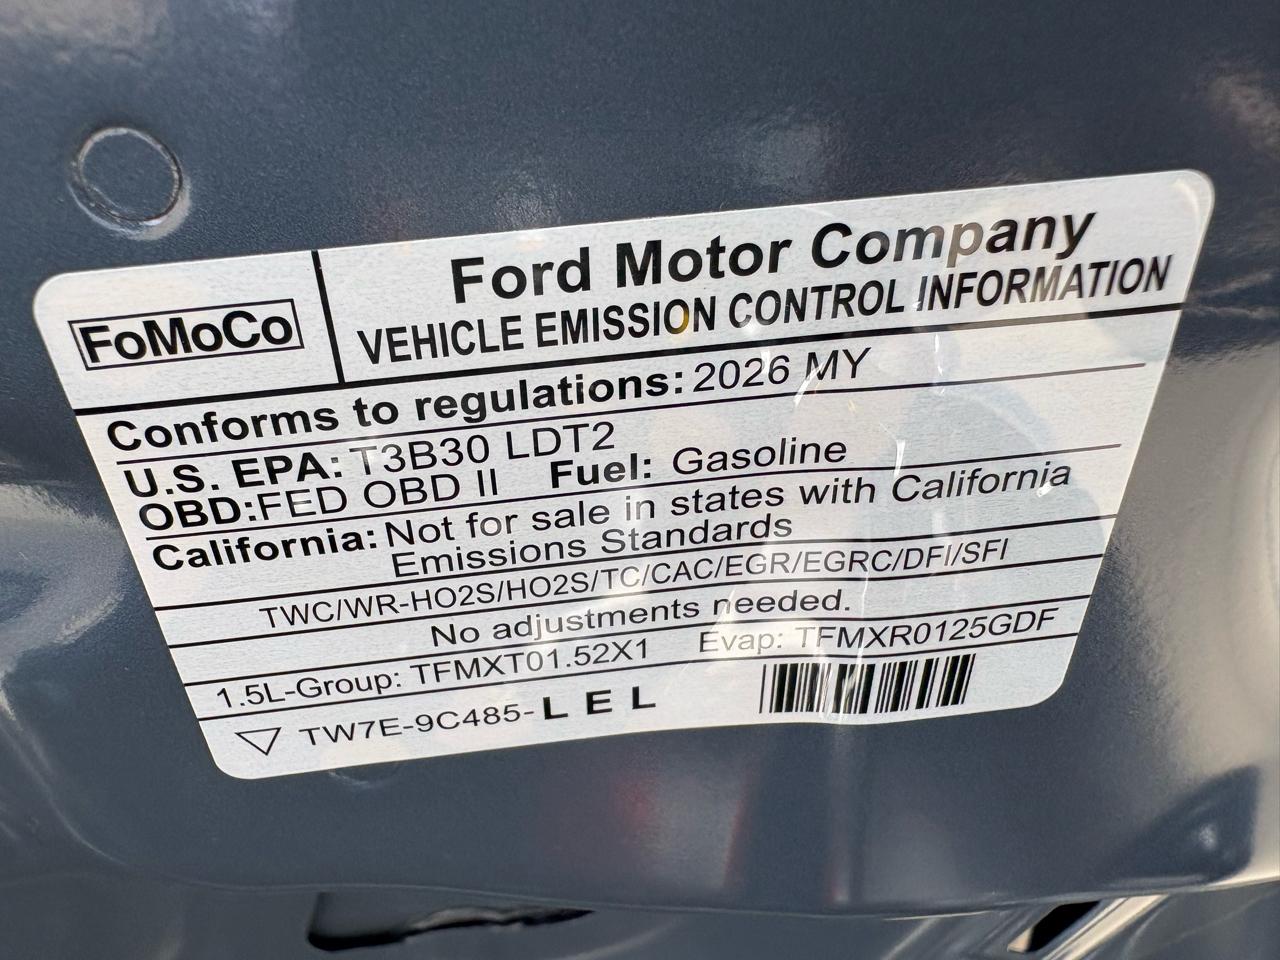 FoMoCo
Ford Motor Company
VEHICLE EMISSION CONTROL INFORMATION
Conforms to regulations: 2026 MY
U.S. EPA: T3B30 LDT2
OBD:FED OBD II Fuel: Gasoline
California: Not for sale in states with California
Emissions Standards
TWC/WR-HO2S/HO2S/TC/CAC/EGR/EGRC/DFI/SFI
No adjustments needed.
1.5L-Group: TFMXT01.52X1 Evap: TFMXR0125GDF
TW7E-9C485-LEL